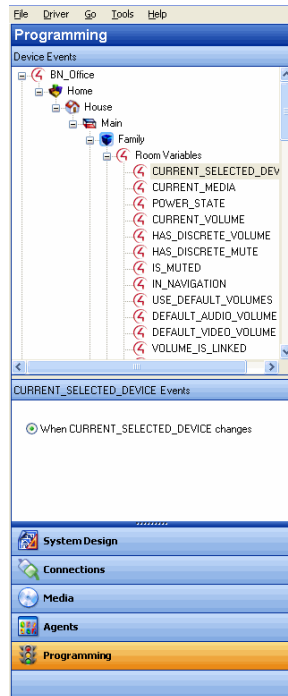 File Driver Go Tools Help
Programming
Device Events
BN_Office
Home
House
Main
Family
Room Variables
CURRENT_SELECTED_DEV
CURRENT_MEDIA
POWER_STATE
CURRENT_VOLUME
HAS_DISCRETE_VOLUME
HAS_DISCRETE_MUTE
IS_MUTED
IN_NAVIGATION
USE_DEFAULT_VOLUMES
DEFAULT_AUDIO_VOLUME
DEFAULT_VIDEO_VOLUME
VOLUME_IS_LINKED
CURRENT_SELECTED_DEVICE Events
When CURRENT_SELECTED_DEVICE changes
System Design
Connections
Media
Agents
Programming